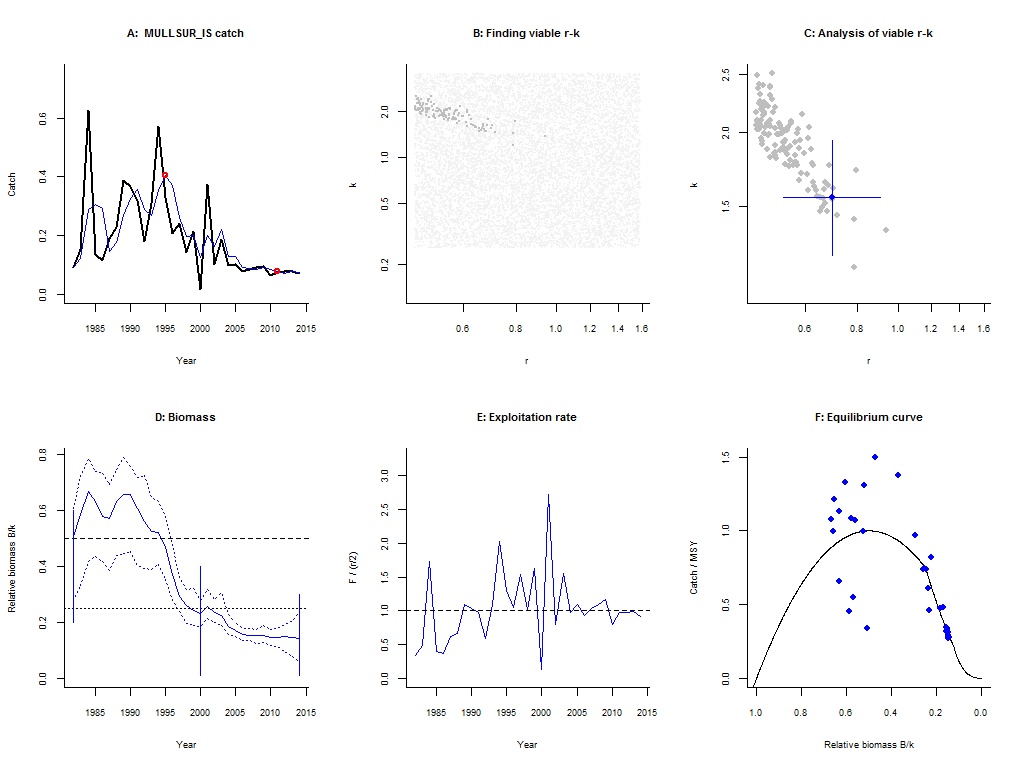 A: MULLSUR_IS catch
Catch
0.0 0.2 0.4 0.6
1985 1990 1995 2000 2005 2010 2015
Year
B: Finding viable r-k
k
0.2 0.5 1.0 2.0
0.6 0.8 1.0 1.2 1.4 1.6
r
C: Analysis of viable r-k
k
1.5 2.0 2.5
0.6 0.8 1.0 1.2 1.4 1.6
r
D: Biomass
Relative biomass B/k
0.0 0.2 0.4 0.6 0.8
1985 1990 1995 2000 2005 2010 2015
Year
E: Exploitation rate
F / (r/2)
0.0 0.5 1.0 1.5 2.0 2.5 3.0
1985 1990 1995 2000 2005 2010 2015
Year
F: Equilibrium curve
Catch / MSY
0.0 0.5 1.0 1.5
1.0 0.8 0.6 0.4 0.2 0.0
Relative biomass B/k